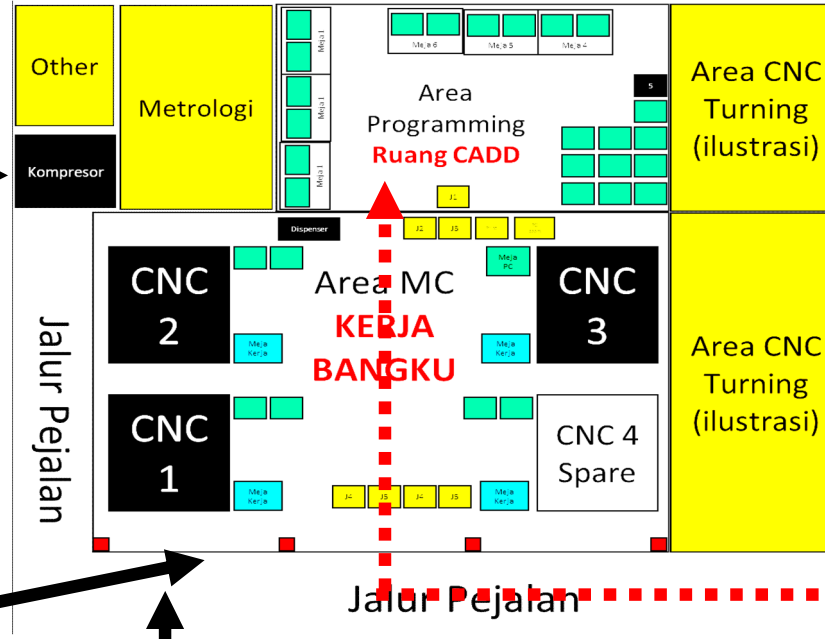 Other
Metrologi
Kompresor
Meja 1
Meja 1
Meja 1
Meja 6
Meja 5
Meja 4
Area
Programming
Ruang CADD
5
J1
Area CNC
Turning
(ilustrasi)
Dispenser
J2
J5
CNC
2
Area MC
KERJA
BANGKU
Meja
PC
CNC
3
Meja
Kerja
Meja
Kerja
Area CNC
Turning
(ilustrasi)
Jalur Pejalan
CNC
1
CNC 4
Spare
Meja
Kerja
J4
J5
J4
J5
Meja
Kerja
Jalur Pejalan